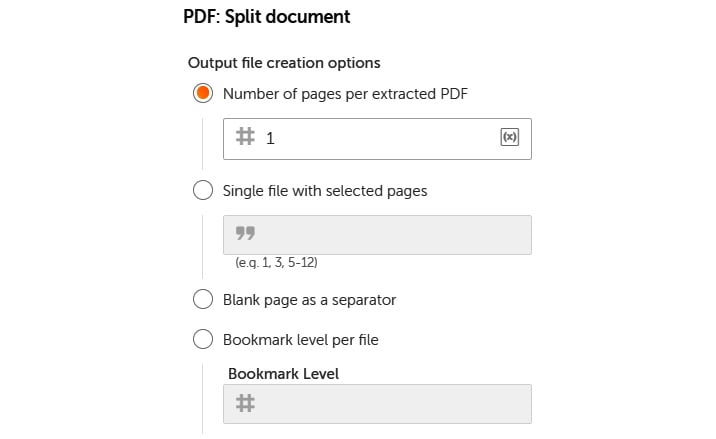 PDF: Split document
Output file creation options
Number of pages per extracted PDF
# 1 (x)
Single file with selected pages
"
(e.g. 1, 3, 5-12)
Blank page as a separator
Bookmark level per file
Bookmark Level
#